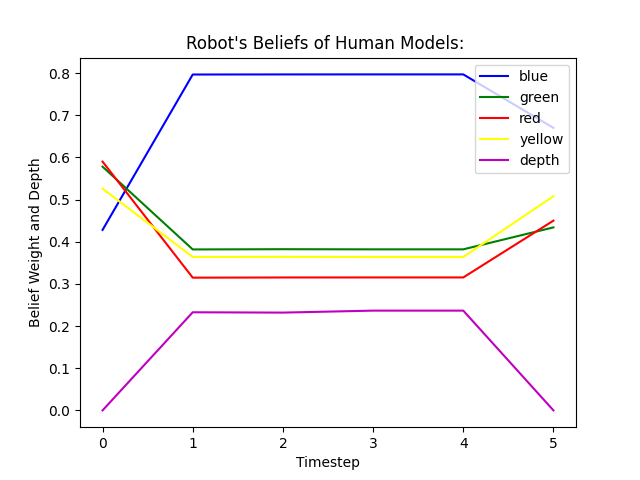 Robot's Beliefs of Human Models:
blue
green
red
yellow
depth
Belief Weight and Depth
0.8
0.7
0.6
0.5
0.4
0.3
0.2
0.1
0.0
0 1 2 3 4 5
Timestep